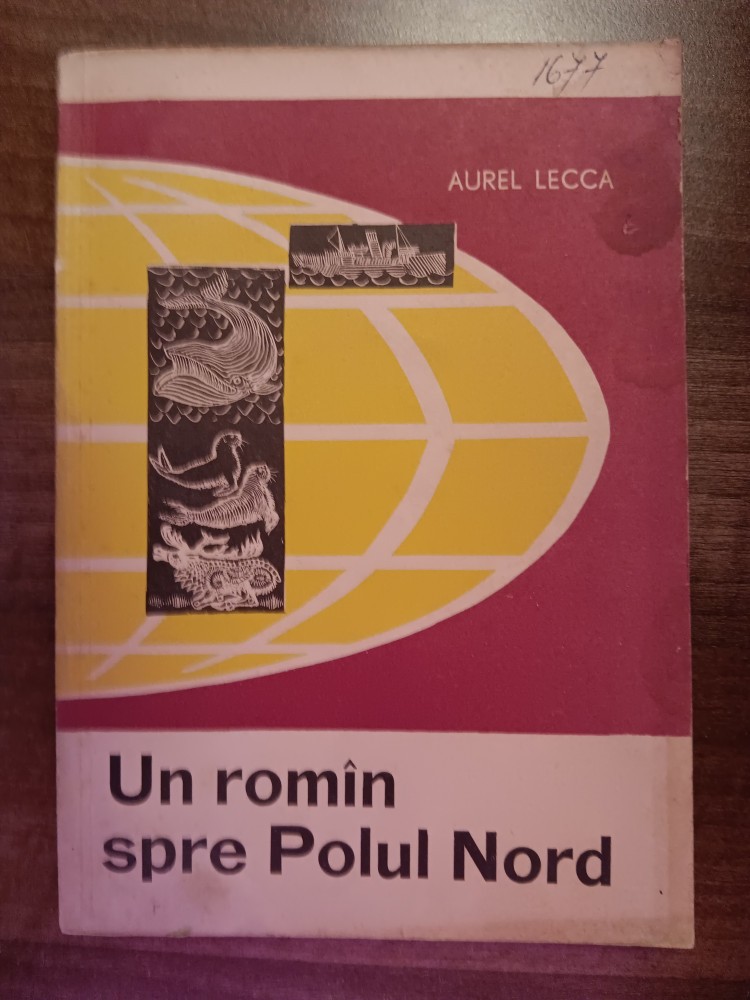 1677
AUREL LECCA
Un romîn
spre Polul Nord